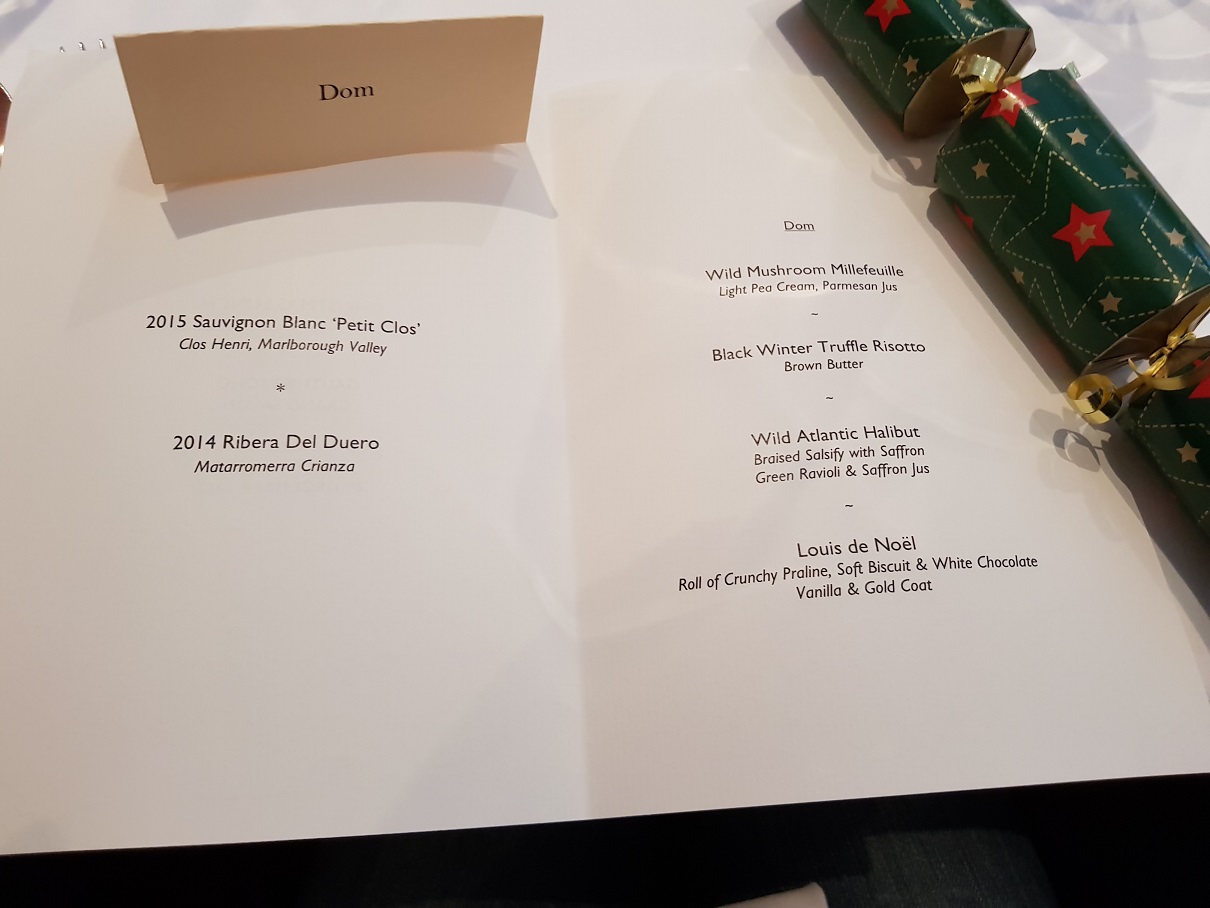 Dom
2015 Sauvignon Blanc ‘Petit Clos’
Clos Henri, Marlborough Valley
*
2014 Ribera Del Duero
Matarromerra Crianza
Dom
Wild Mushroom Millefeuille
Light Pea Cream, Parmesan Jus
~
Black Winter Truffle Risotto
Brown Butter
~
Wild Atlantic Halibut
Braised Salsify with Saffron
Green Ravioli & Saffron Jus
~
Louis de Noël
Roll of Crunchy Praline, Soft Biscuit & White Chocolate
Vanilla & Gold Coat